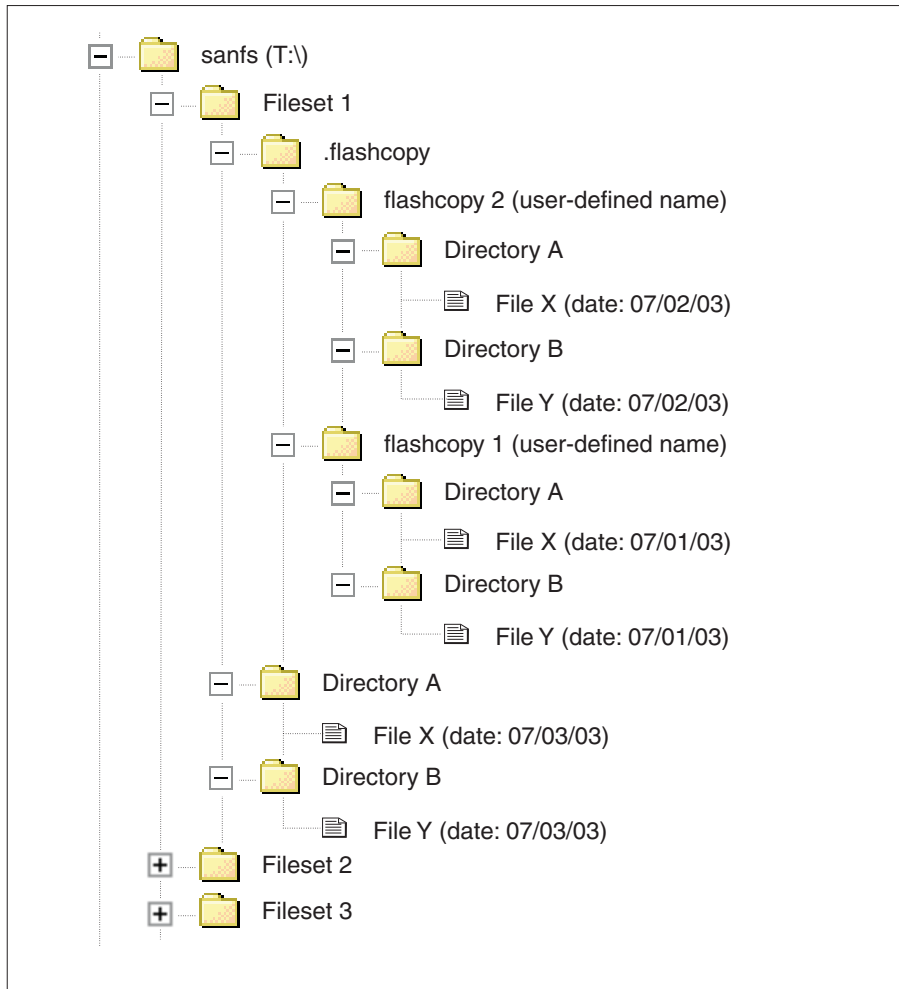 sanfs (T:\)
Fileset 1
.flashcopy
flashcopy 2 (user-defined name)
Directory A
File X (date: 07/02/03)
Directory B
File Y (date: 07/02/03)
flashcopy 1 (user-defined name)
Directory A
File X (date: 07/01/03)
Directory B
File Y (date: 07/01/03)
Directory A
File X (date: 07/03/03)
Directory B
File Y (date: 07/03/03)
Fileset 2
Fileset 3